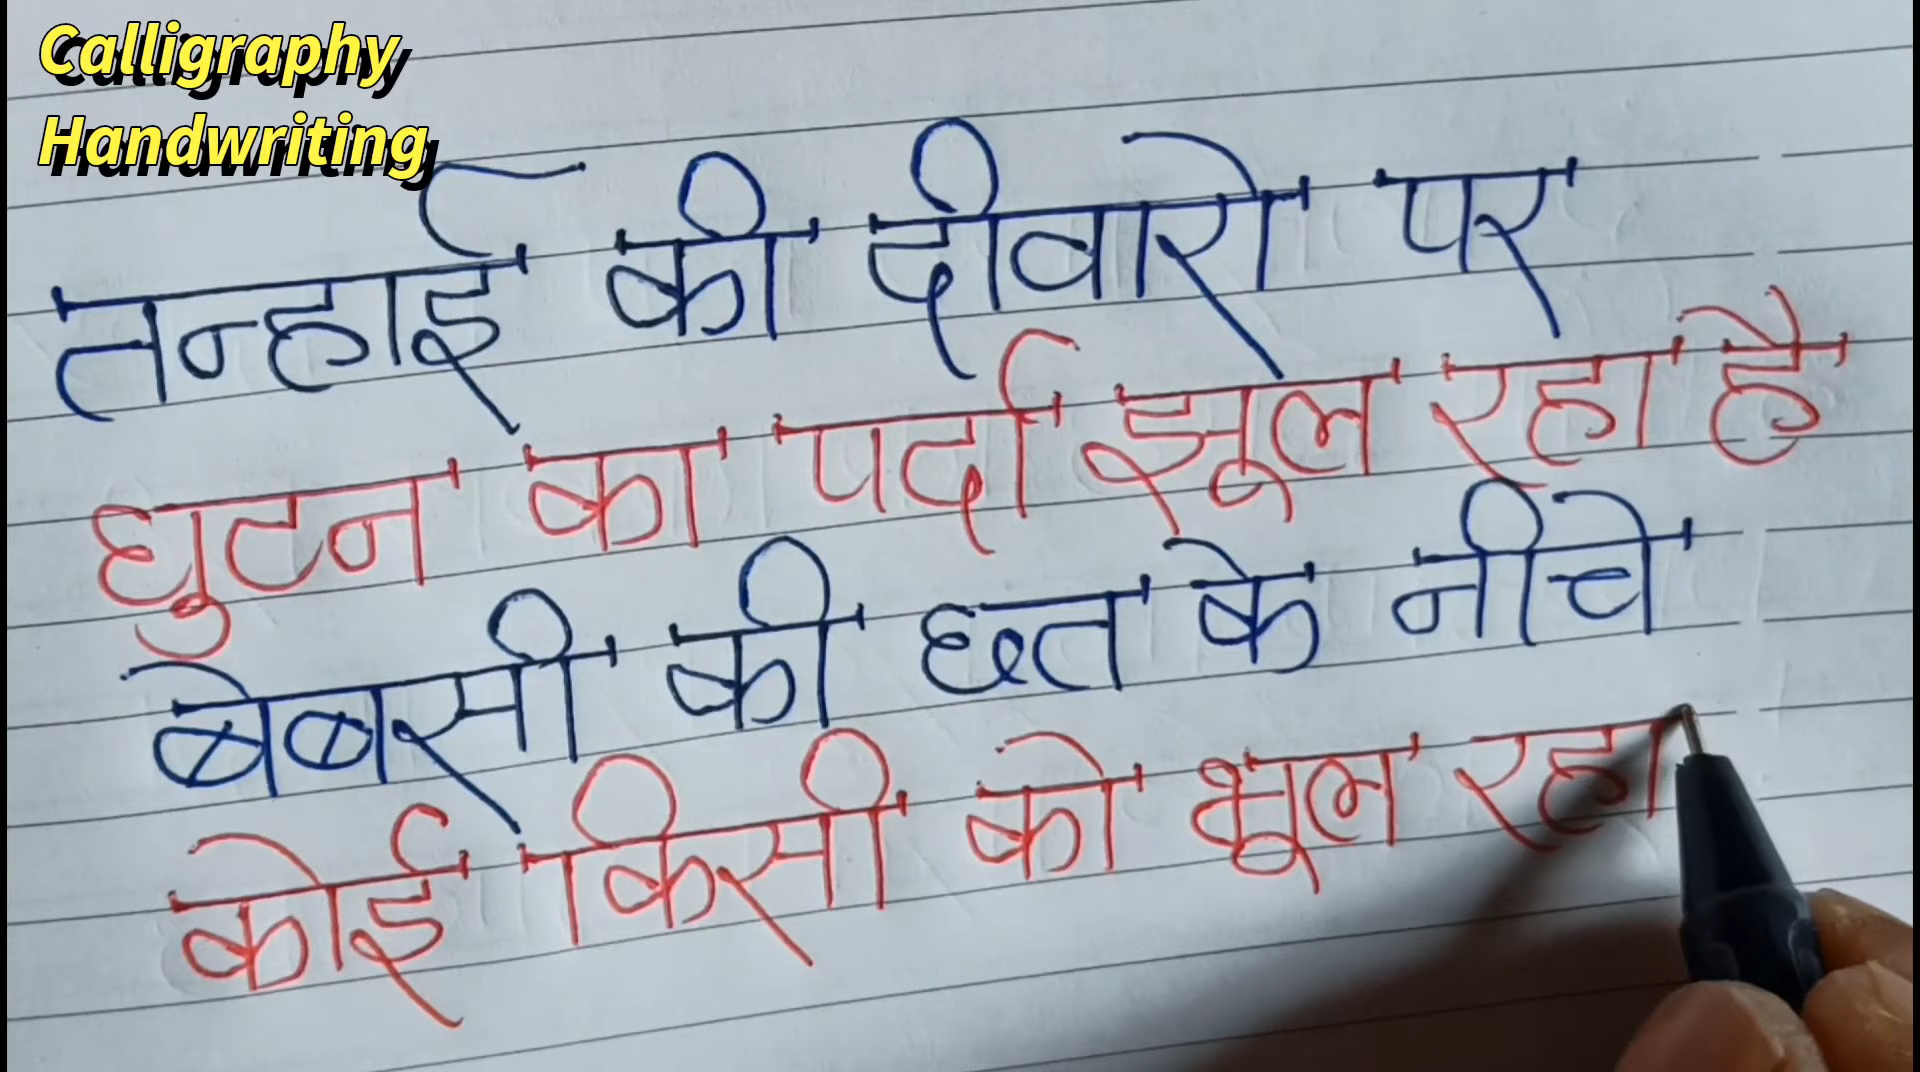 Calligraphy
Handwriting
तन्हाई की दीवारो पर
घुटन का पर्दा झूल रहा है
बेबसी की छत के नीचे
कोई किसी को भूल रहा